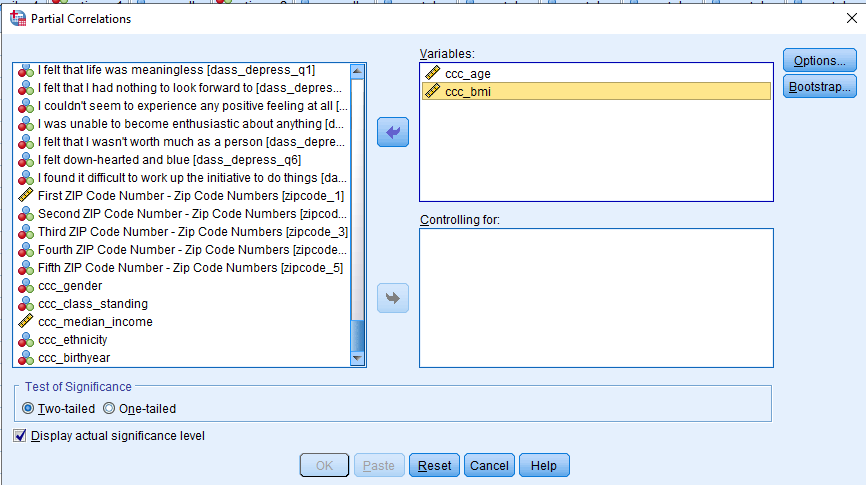 Partial Correlations
I felt that life was meaningless [dass_depress_q1]
I felt that I had nothing to look forward to [dass_depres...
I couldn't seem to experience any positive feeling at all [...
I was unable to become enthusiastic about anything [d...
I felt that I wasn't worth much as a person [dass_depre...
I felt down-hearted and blue [dass_depress_q6]
I found it difficult to work up the initiative to do things [da...
First ZIP Code Number - Zip Code Numbers [zipcode_1]
Second ZIP Code Number - Zip Code Numbers [zipcod...
Third ZIP Code Number - Zip Code Numbers [zipcode_3]
Fourth ZIP Code Number - Zip Code Numbers [zipcode...
Fifth ZIP Code Number - Zip Code Numbers [zipcode_5]
ccc_gender
ccc_class_standing
ccc_median_income
ccc_ethnicity
ccc_birthyear
Variables:
ccc_age
ccc_bmi
Controlling for:
Options...
Bootstrap...
Test of Significance
Two-tailed One-tailed
Display actual significance level
OK Paste Reset Cancel Help